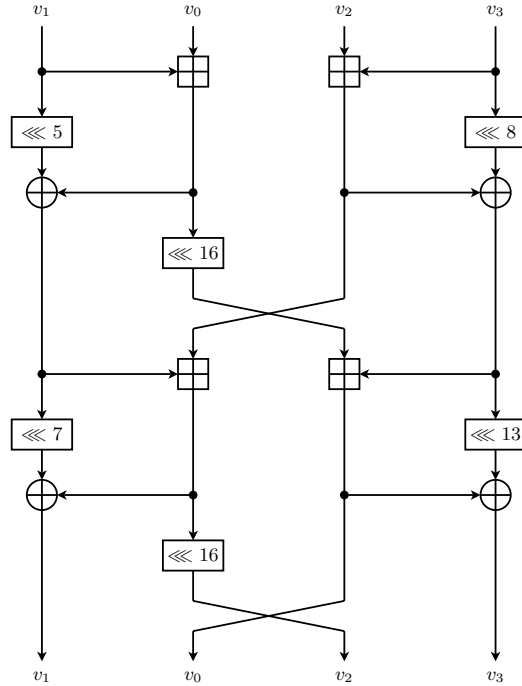 v₁ v₀ v₂ v₃
⋘ 5 ⋘ 8
⋘ 16
⋘ 7 ⋘ 13
⋘ 16
v₁ v₀ v₂ v₃